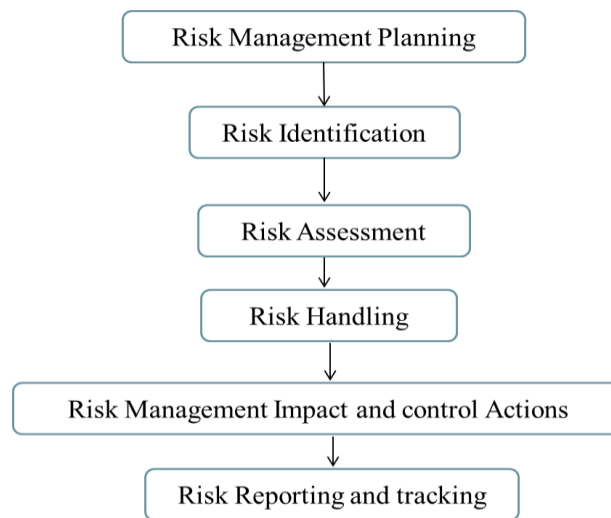 Risk Management Planning
Risk Identification
Risk Assessment
Risk Handling
Risk Management Impact and control Actions
Risk Reporting and tracking